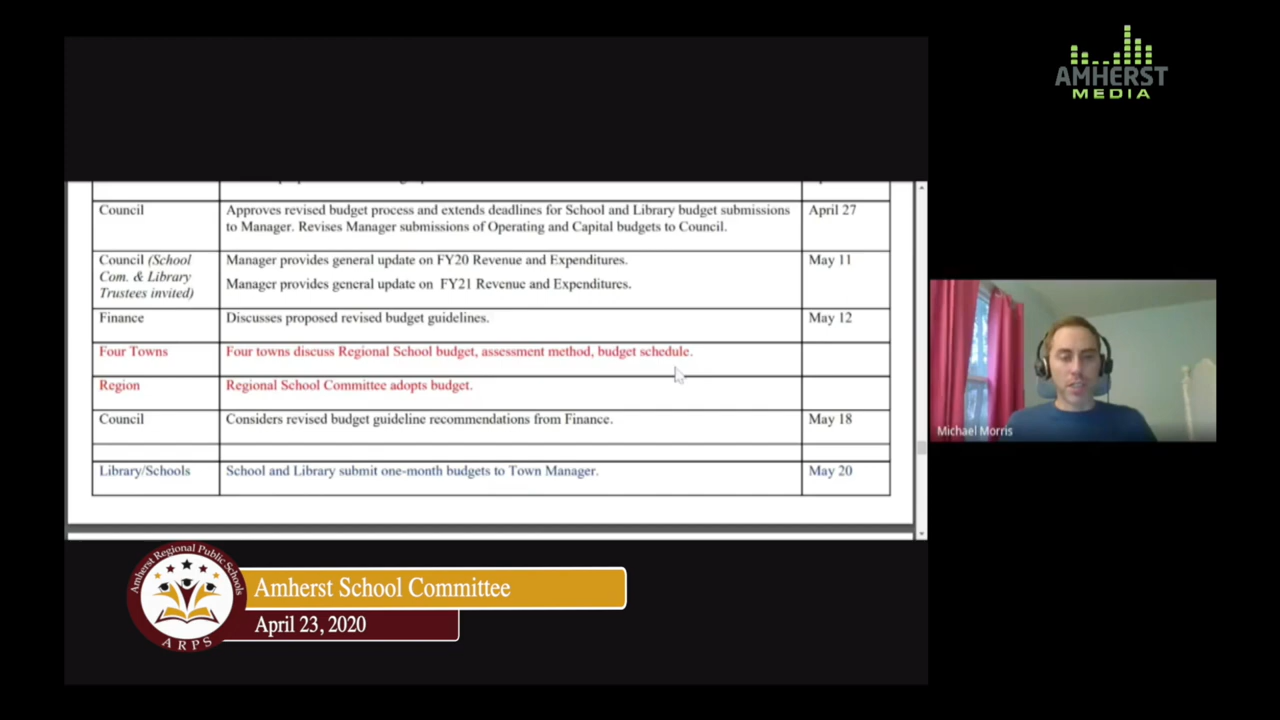 AMHERST
MEDIA
Council
Approves revised budget process and extends deadlines for School and Library budget submissions
to Manager. Revises Manager submissions of Operating and Capital budgets to Council.
April 27
Council (School
Com. & Library
Trustees invited)
Manager provides general update on FY20 Revenue and Expenditures.
Manager provides general update on FY21 Revenue and Expenditures.
May 11
Finance
Discusses proposed revised budget guidelines.
May 12
Four Towns
Four towns discuss Regional School budget, assessment method, budget schedule.
Region
Regional School Committee adopts budget.
Council
Considers revised budget guideline recommendations from Finance.
May 18
Library/Schools
School and Library submit one-month budgets to Town Manager.
May 20
Michael Morris
Amherst Regional Public Schools
ARPS
Amherst School Committee
April 23, 2020